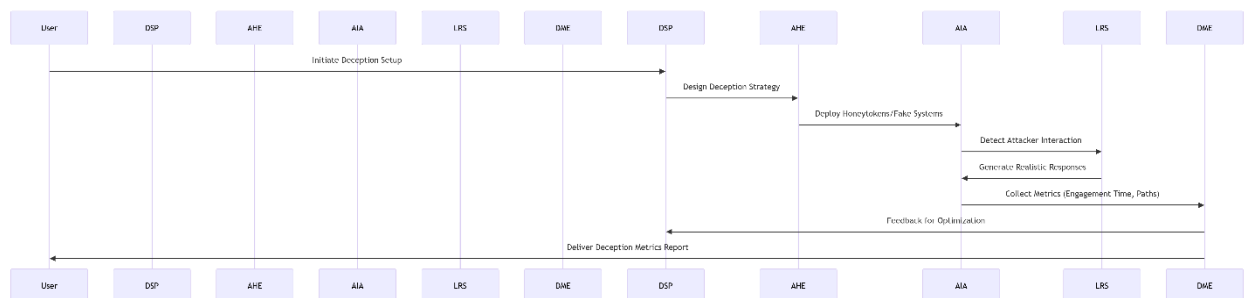 User DSP AHE AIA LRS DME DSP AHE AIA LRS DME
Initiate Deception Setup
Design Deception Strategy
Deploy Honeytokens/Fake Systems
Detect Attacker Interaction
Generate Realistic Responses
Collect Metrics (Engagement Time, Paths)
Feedback for Optimization
Deliver Deception Metrics Report
User DSP AHE AIA LRS DME DSP AHE AIA LRS DME